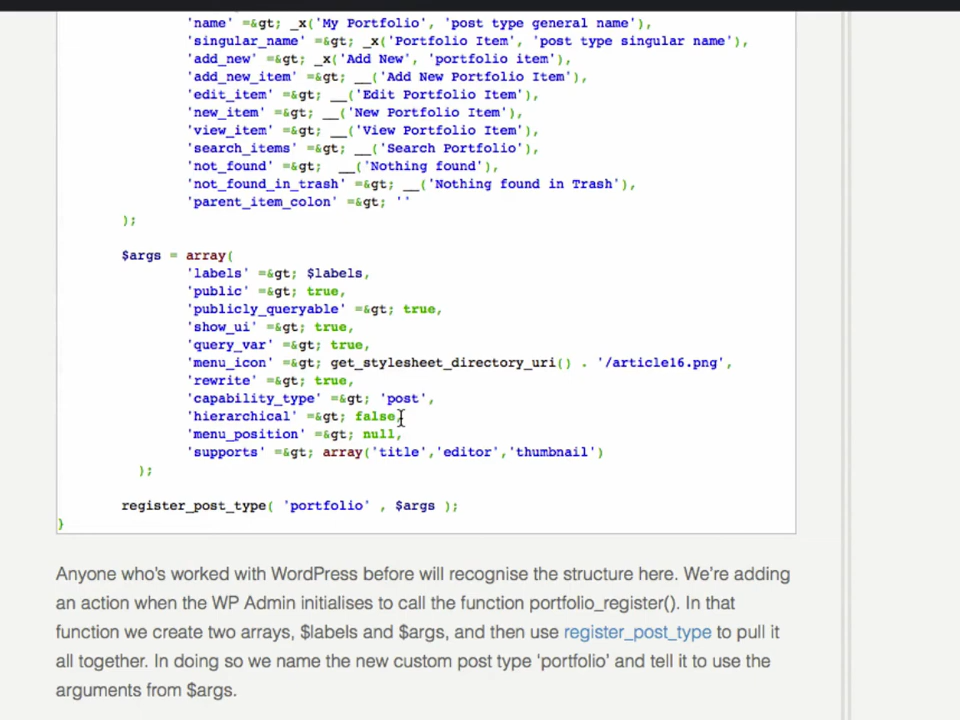 'name' =&gt; _x('My Portfolio', 'post type general name'),
'singular_name' =&gt; _x('Portfolio Item', 'post type singular name'),
'add_new' =&gt; _x('Add New', 'portfolio item'),
'add_new_item' =&gt; __('Add New Portfolio Item'),
'edit_item' =&gt; __('Edit Portfolio Item'),
'new_item' =&gt; __('New Portfolio Item'),
'view_item' =&gt; __('View Portfolio Item'),
'search_items' =&gt; __('Search Portfolio'),
'not_found' =&gt;  __('Nothing found'),
'not_found_in_trash' =&gt; __('Nothing found in Trash'),
'parent_item_colon' =&gt; ''
);
$args = array(
'labels' =&gt; $labels,
'public' =&gt; true,
'publicly_queryable' =&gt; true,
'show_ui' =&gt; true,
'query_var' =&gt; true,
'menu_icon' =&gt; get_stylesheet_directory_uri() . '/article16.png',
'rewrite' =&gt; true,
'capability_type' =&gt; 'post',
'hierarchical' =&gt; false,
'menu_position' =&gt; null,
'supports' =&gt; array('title','editor','thumbnail')
);
register_post_type( 'portfolio' , $args );
}
Anyone who's worked with WordPress before will recognise the structure here. We're adding
an action when the WP Admin initialises to call the function portfolio_register(). In that
function we create two arrays, $labels and $args, and then use register_post_type to pull it
all together. In doing so we name the new custom post type 'portfolio' and tell it to use the
arguments from $args.